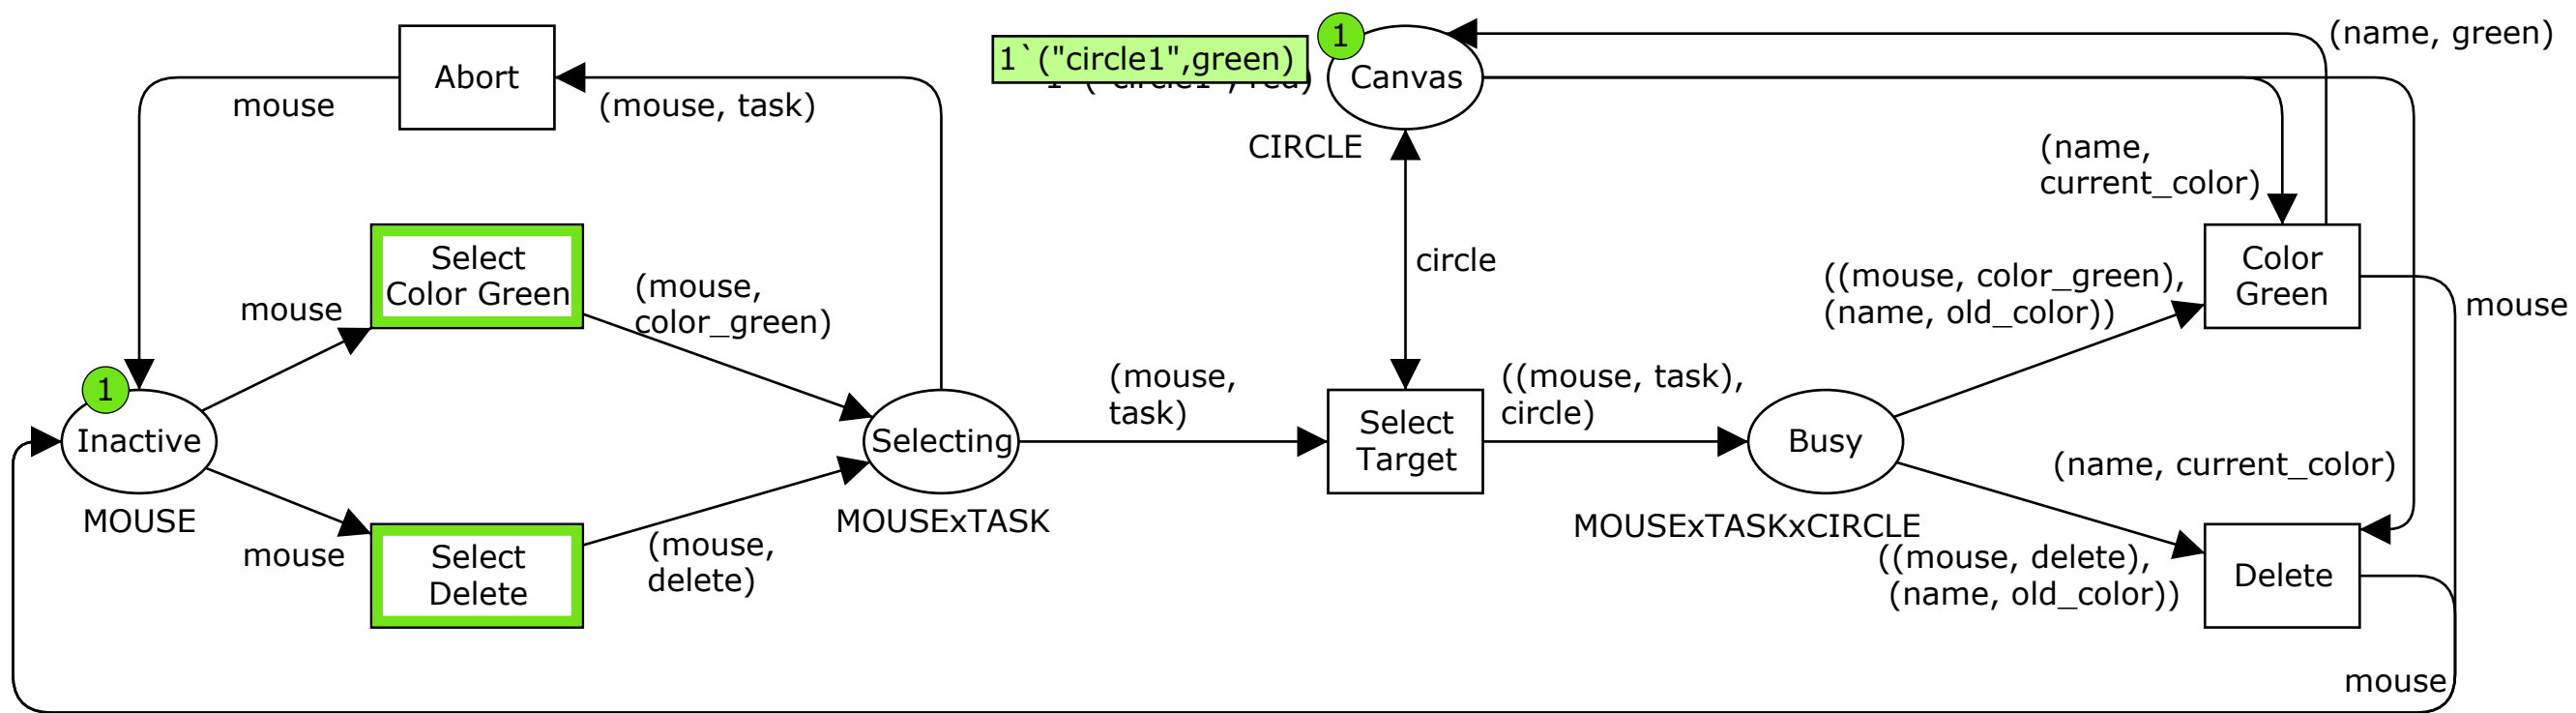 Abort
mouse
(mouse, task)
1`("circle1",green)
1
Canvas
CIRCLE
(name, green)
(name,
current_color)
Select
Color Green
mouse
(mouse,
color_green)
circle
((mouse, color_green),
(name, old_color))
Color
Green
mouse
1
Inactive
MOUSE
Selecting
MOUSExTASK
(mouse,
task)
Select
Target
((mouse, task),
circle)
Busy
MOUSExTASKxCIRCLE
(name, current_color)
mouse
Select
Delete
(mouse,
delete)
((mouse, delete),
(name, old_color))
Delete
mouse